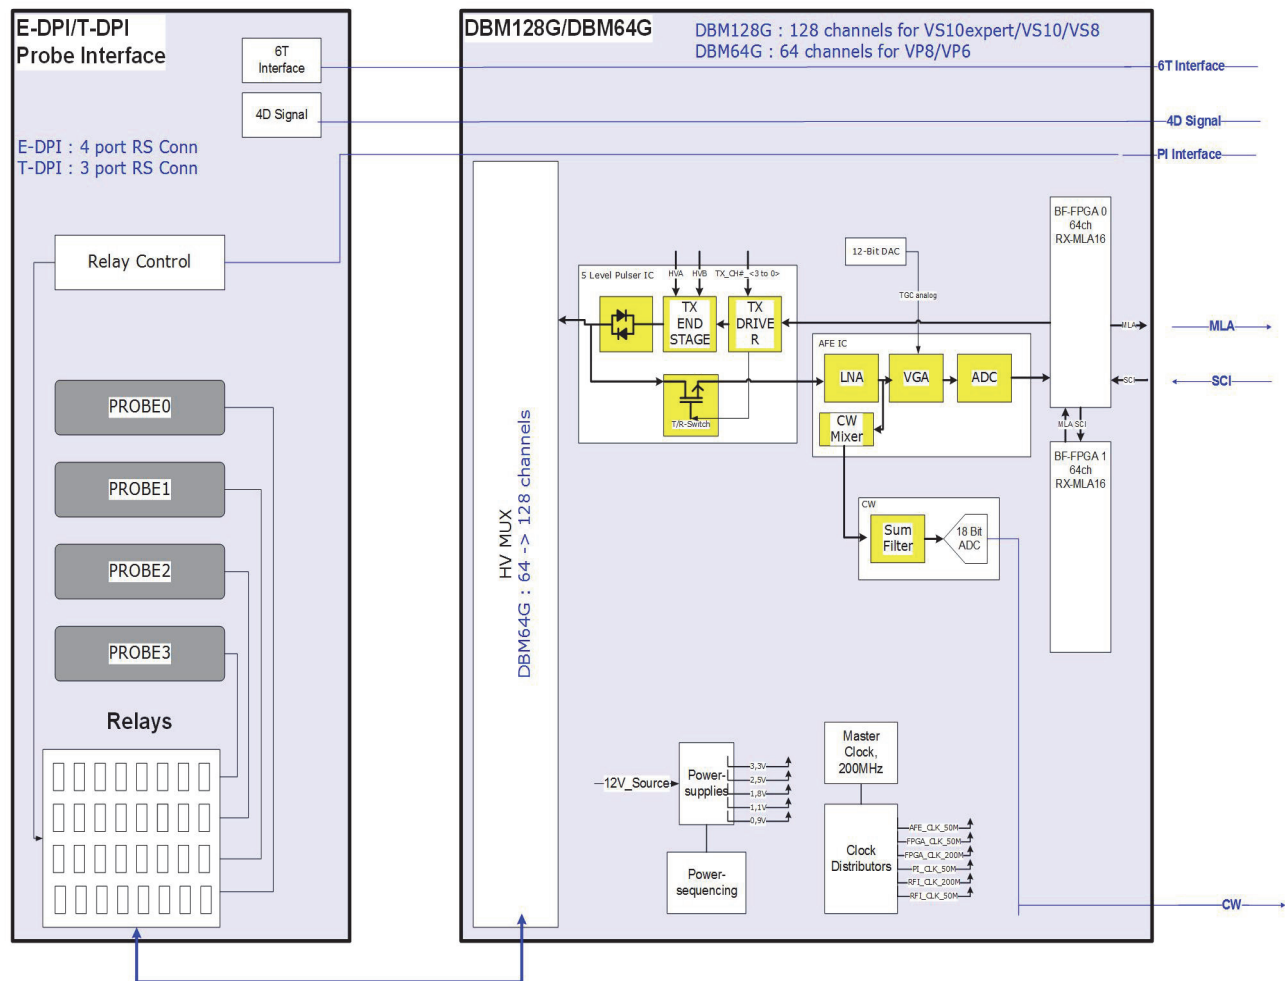 E-DPI/T-DPI
Probe Interface
6T
Interface
4D Signal
E-DPI : 4 port RS Conn
T-DPI : 3 port RS Conn
Relay Control
PROBE0
PROBE1
PROBE2
PROBE3
Relays
DBM128G/DBM64G
DBM128G : 128 channels for VS10expert/VS10/VS8
DBM64G : 64 channels for VP8/VP6
6T Interface
4D Signal
PI Interface
HV MUX
DBM64G : 64 -> 128 channels
5 Level Pulser IC
HVA
HVB
TX_CH#_<3 to 0>
TX
END
STAGE
TX
DRIVE
R
T/R-Switch
12-Bit DAC
TGC analog
AFE IC
LNA
VGA
ADC
CW
Mixer
CW
Sum
Filter
18 Bit
ADC
BF-FPGA 0
64ch
RX-MLA16
MLA
SCI
MLA
SCI
MLA SCI
BF-FPGA 1
64ch
RX-MLA16
12V_Source
Power-
supplies
3,3V
2,5V
1,8V
1,1V
0,9V
Power-
sequencing
Master
Clock,
200MHz
Clock
Distributors
AFE_CLK_50M
FPGA_CLK_50M
FPGA_CLK_200M
PI_CLK_50M
RFI_CLK_200M
RFI_CLK_50M
CW